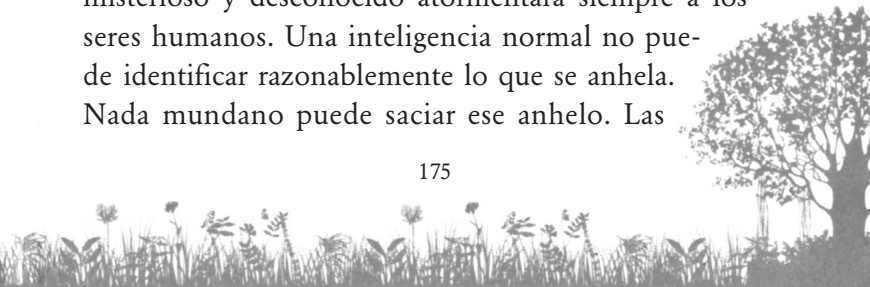 misterioso y desconocido atormentará siempre a los
seres humanos. Una inteligencia normal no pue-
de identificar razonablemente lo que se anhela.
Nada mundano puede saciar ese anhelo. Las
175